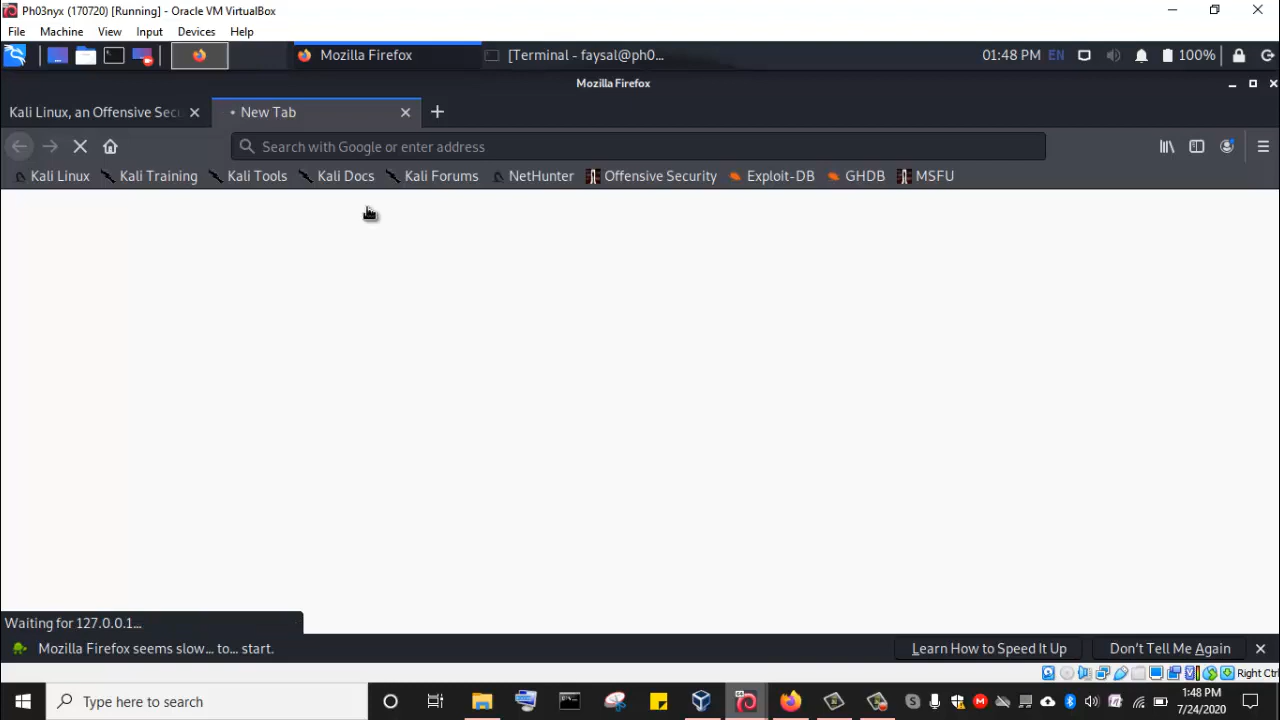 Ph03nyx (170720) [Running] - Oracle VM VirtualBox
File Machine View Input Devices Help
Mozilla Firefox [Terminal - faysal@ph0... 01:48 PM EN 100%
Mozilla Firefox
Kali Linux, an Offensive Secu New Tab
Search with Google or enter address
Kali Linux Kali Training Kali Tools Kali Docs Kali Forums NetHunter Offensive Security Exploit-DB GHDB MSFU
Waiting for 127.0.0.1...
Mozilla Firefox seems slow... to... start. Learn How to Speed It Up Don't Tell Me Again
Right Ctrl
Type here to search 1:48 PM
7/24/2020